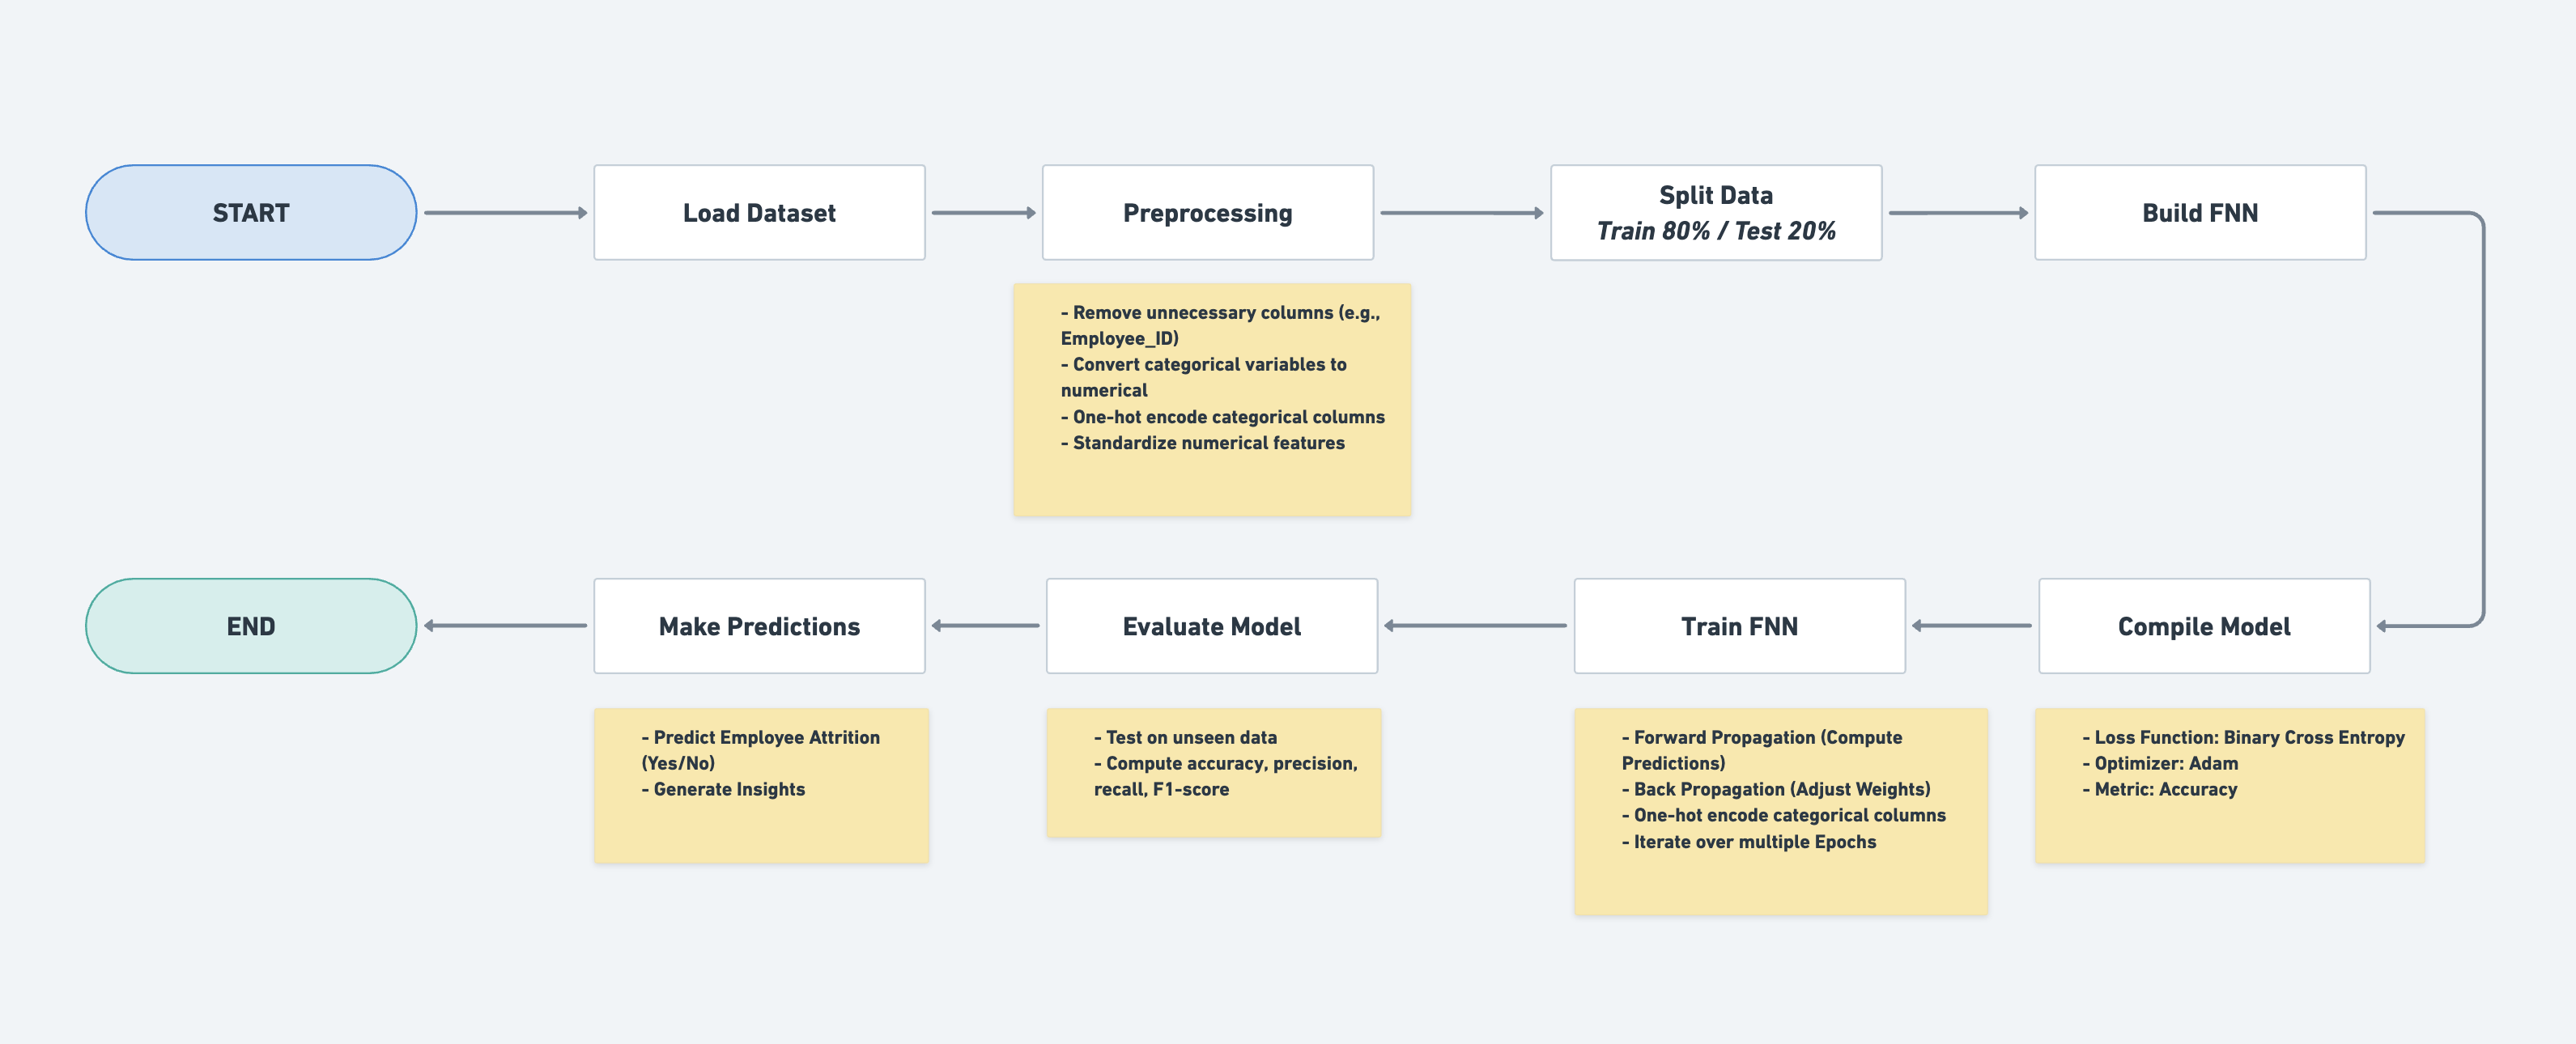 START
Load Dataset
Preprocessing
Split Data
Train 80% / Test 20%
Build FNN
- Remove unnecessary columns (e.g.,
Employee_ID)
- Convert categorical variables to
numerical
- One-hot encode categorical columns
- Standardize numerical features
END
Make Predictions
Evaluate Model
Train FNN
Compile Model
- Predict Employee Attrition
(Yes/No)
- Generate Insights
- Test on unseen data
- Compute accuracy, precision,
recall, F1-score
- Forward Propagation (Compute
Predictions)
- Back Propagation (Adjust Weights)
- One-hot encode categorical columns
- Iterate over multiple Epochs
- Loss Function: Binary Cross Entropy
- Optimizer: Adam
- Metric: Accuracy